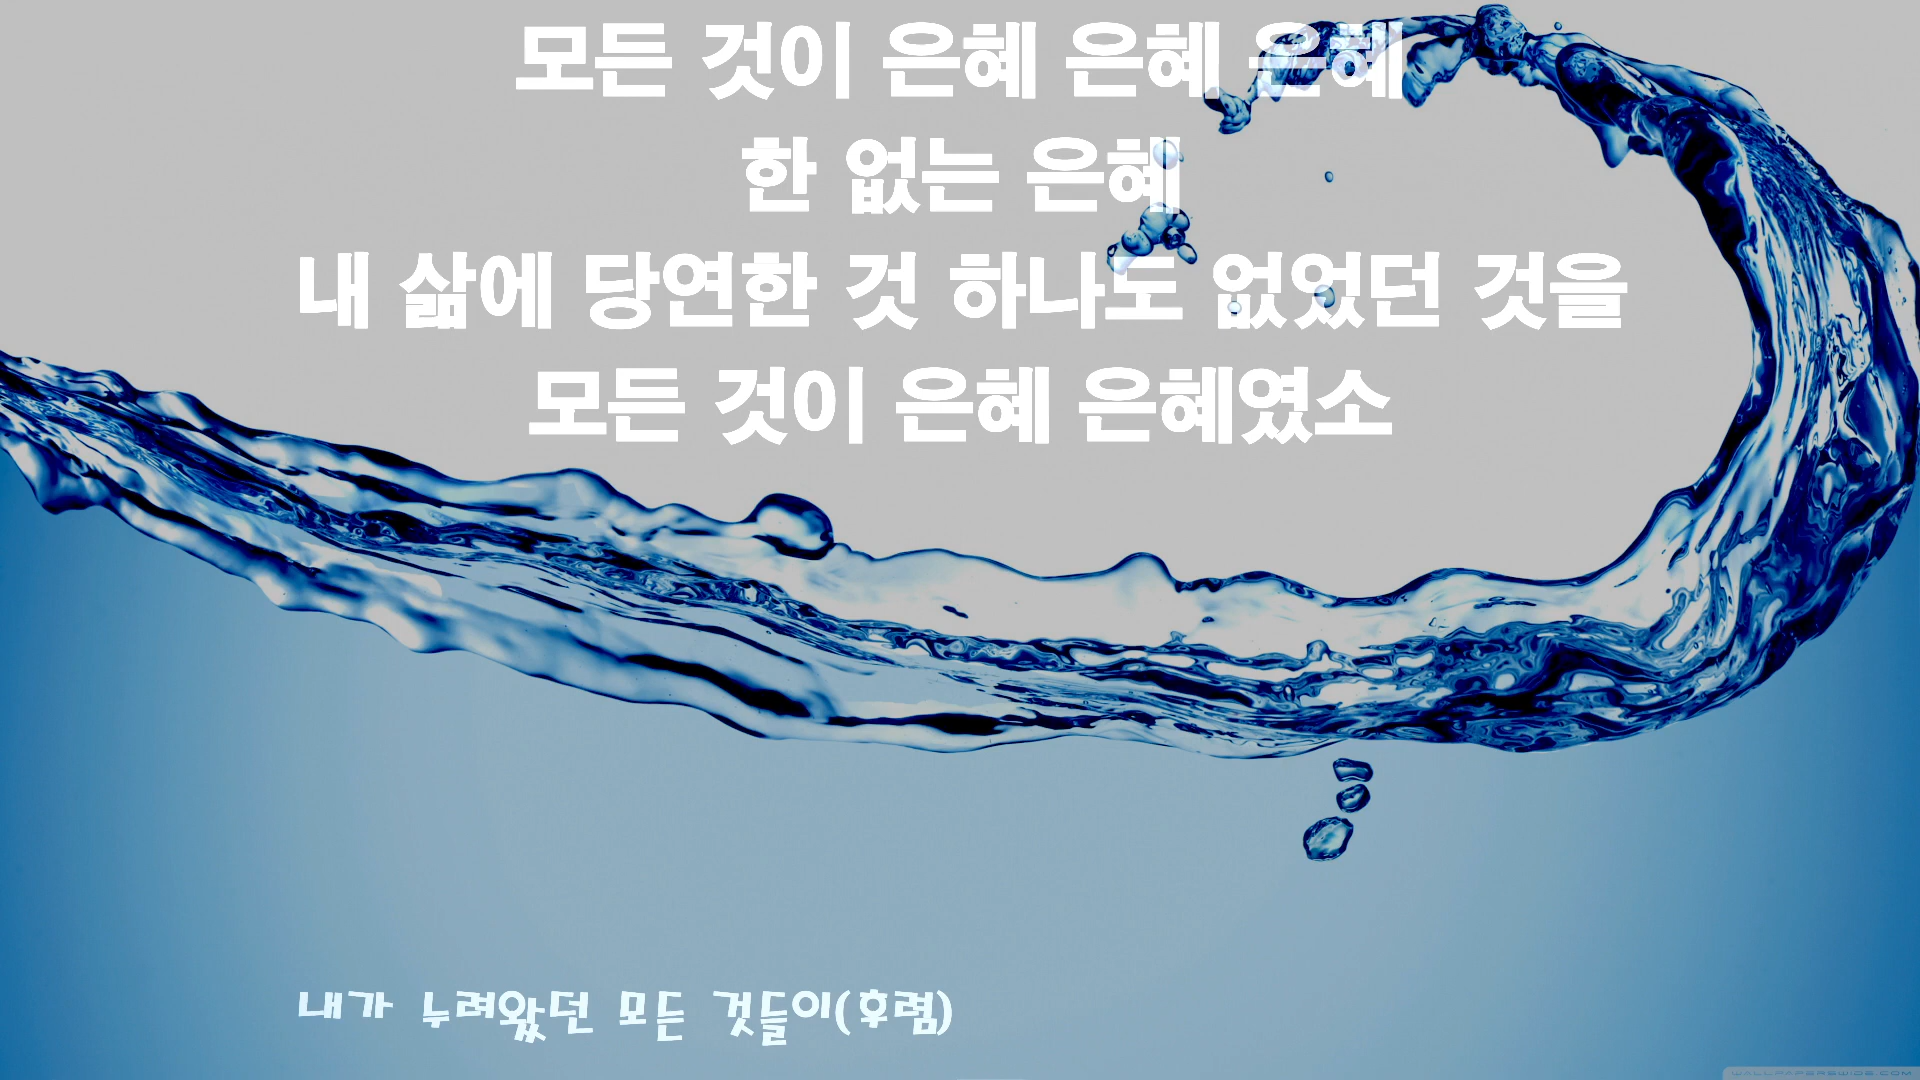 모든 것이 은혜 은혜 은혜
한 없는 은혜
내 삶에 당연한 것 하나도 없었던 것을
모든 것이 은혜 은혜였소
내가 누려왔던 모든 것들이(후렴)
WALLPAPERSWIDE.COM